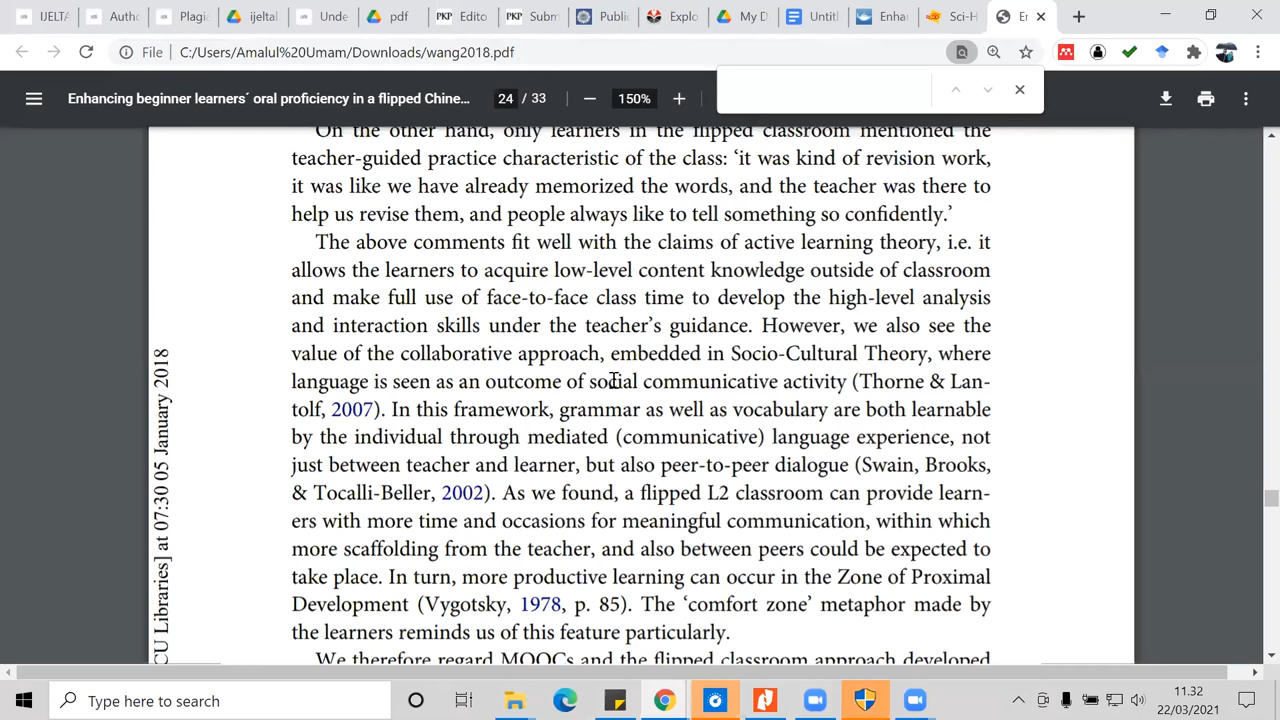 IJELTA
As
Plagia
ijeltal
Unde
pdf
Edito
Subm
Public
Explo
My D
Untitl
Enhan
Sci-H
En
File
C:/Users/Amalul%20Umam/Downloads/wang2018.pdf
Enhancing beginner learners´ oral proficiency in a flipped Chine...
24 / 33
150%
On the other hand, only learners in the flipped classroom mentioned the
teacher-guided practice characteristic of the class: ‘it was kind of revision work,
it was like we have already memorized the words, and the teacher was there to
help us revise them, and people always like to tell something so confidently.’
The above comments fit well with the claims of active learning theory, i.e. it
allows the learners to acquire low-level content knowledge outside of classroom
and make full use of face-to-face class time to develop the high-level analysis
and interaction skills under the teacher’s guidance. However, we also see the
value of the collaborative approach, embedded in Socio-Cultural Theory, where
language is seen as an outcome of social communicative activity (Thorne & Lan-
tolf, 2007). In this framework, grammar as well as vocabulary are both learnable
by the individual through mediated (communicative) language experience, not
just between teacher and learner, but also peer-to-peer dialogue (Swain, Brooks,
& Tocalli-Beller, 2002). As we found, a flipped L2 classroom can provide learn-
ers with more time and occasions for meaningful communication, within which
more scaffolding from the teacher, and also between peers could be expected to
take place. In turn, more productive learning can occur in the Zone of Proximal
Development (Vygotsky, 1978, p. 85). The ‘comfort zone’ metaphor made by
the learners reminds us of this feature particularly.
We therefore regard MOOCs and the flipped classroom approach developed
CU Libraries] at 07:30 05 January 2018
Type here to search
11.32
22/03/2021